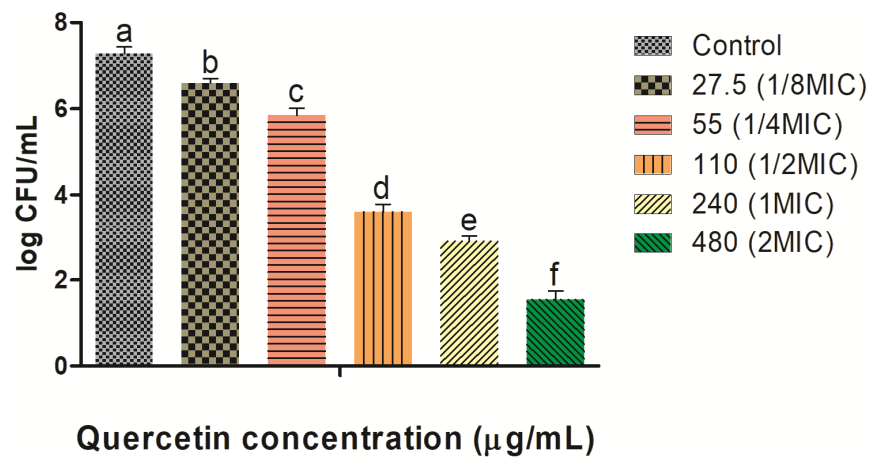 log CFU/mL
8
6
4
2
0
a
b
c
d
e
f
Control
27.5 (1/8MIC)
55 (1/4MIC)
110 (1/2MIC)
240 (1MIC)
480 (2MIC)
Quercetin concentration (μg/mL)